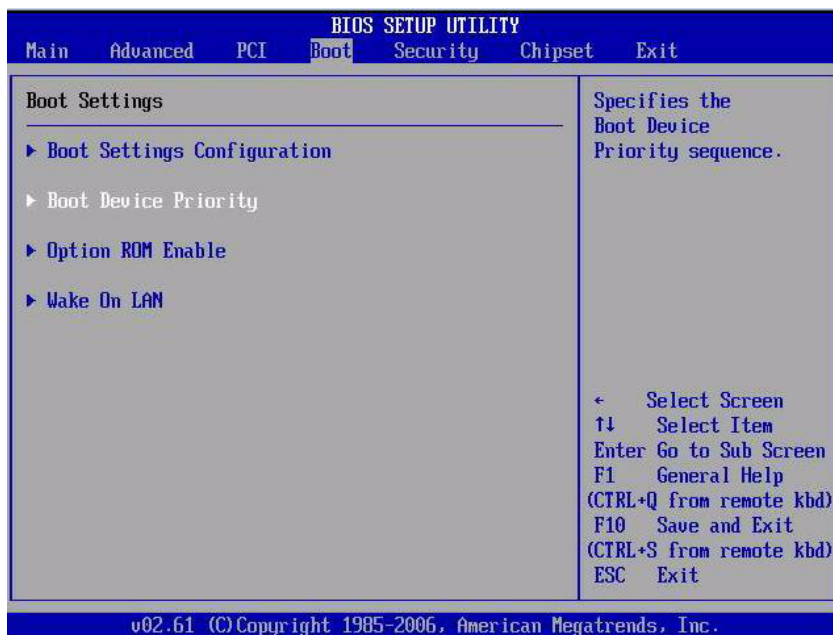 BIOS SETUP UTILITY
Main Advanced PCI Boot Security Chipset Exit
Boot Settings
▶ Boot Settings Configuration
▶ Boot Device Priority
▶ Option ROM Enable
▶ Wake On LAN
Specifies the
Boot Device
Priority sequence.
← Select Screen
↑↓ Select Item
Enter Go to Sub Screen
F1 General Help
(CTRL+Q from remote kbd)
F10 Save and Exit
(CTRL+S from remote kbd)
ESC Exit
v02.61 (C)Copyright 1985-2006, American Megatrends, Inc.